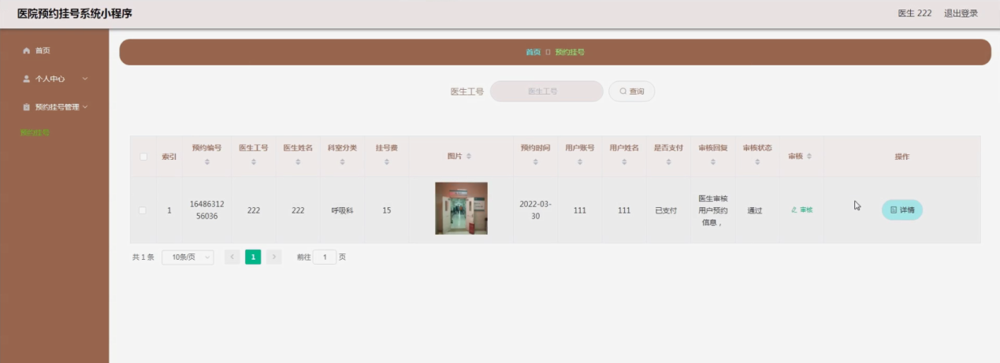 医院预约挂号系统小程序
医生 222 退出登录
首页
个人中心
预约挂号管理
预约挂号
首页 预约挂号
医生工号 医生工号 查询
索引 预约编号 医生工号 医生姓名 科室分类 挂号费 图片 预约时间 用户账号 用户姓名 是否支付 审核回复 审核状态 审核 操作
1 16486312 222 222 呼吸科 15 2022-03- 111 111 已支付 医生审核 通过 审核 详情
56036 30 用户预约
信息，
共 1 条 10条/页 1 前往 1 页